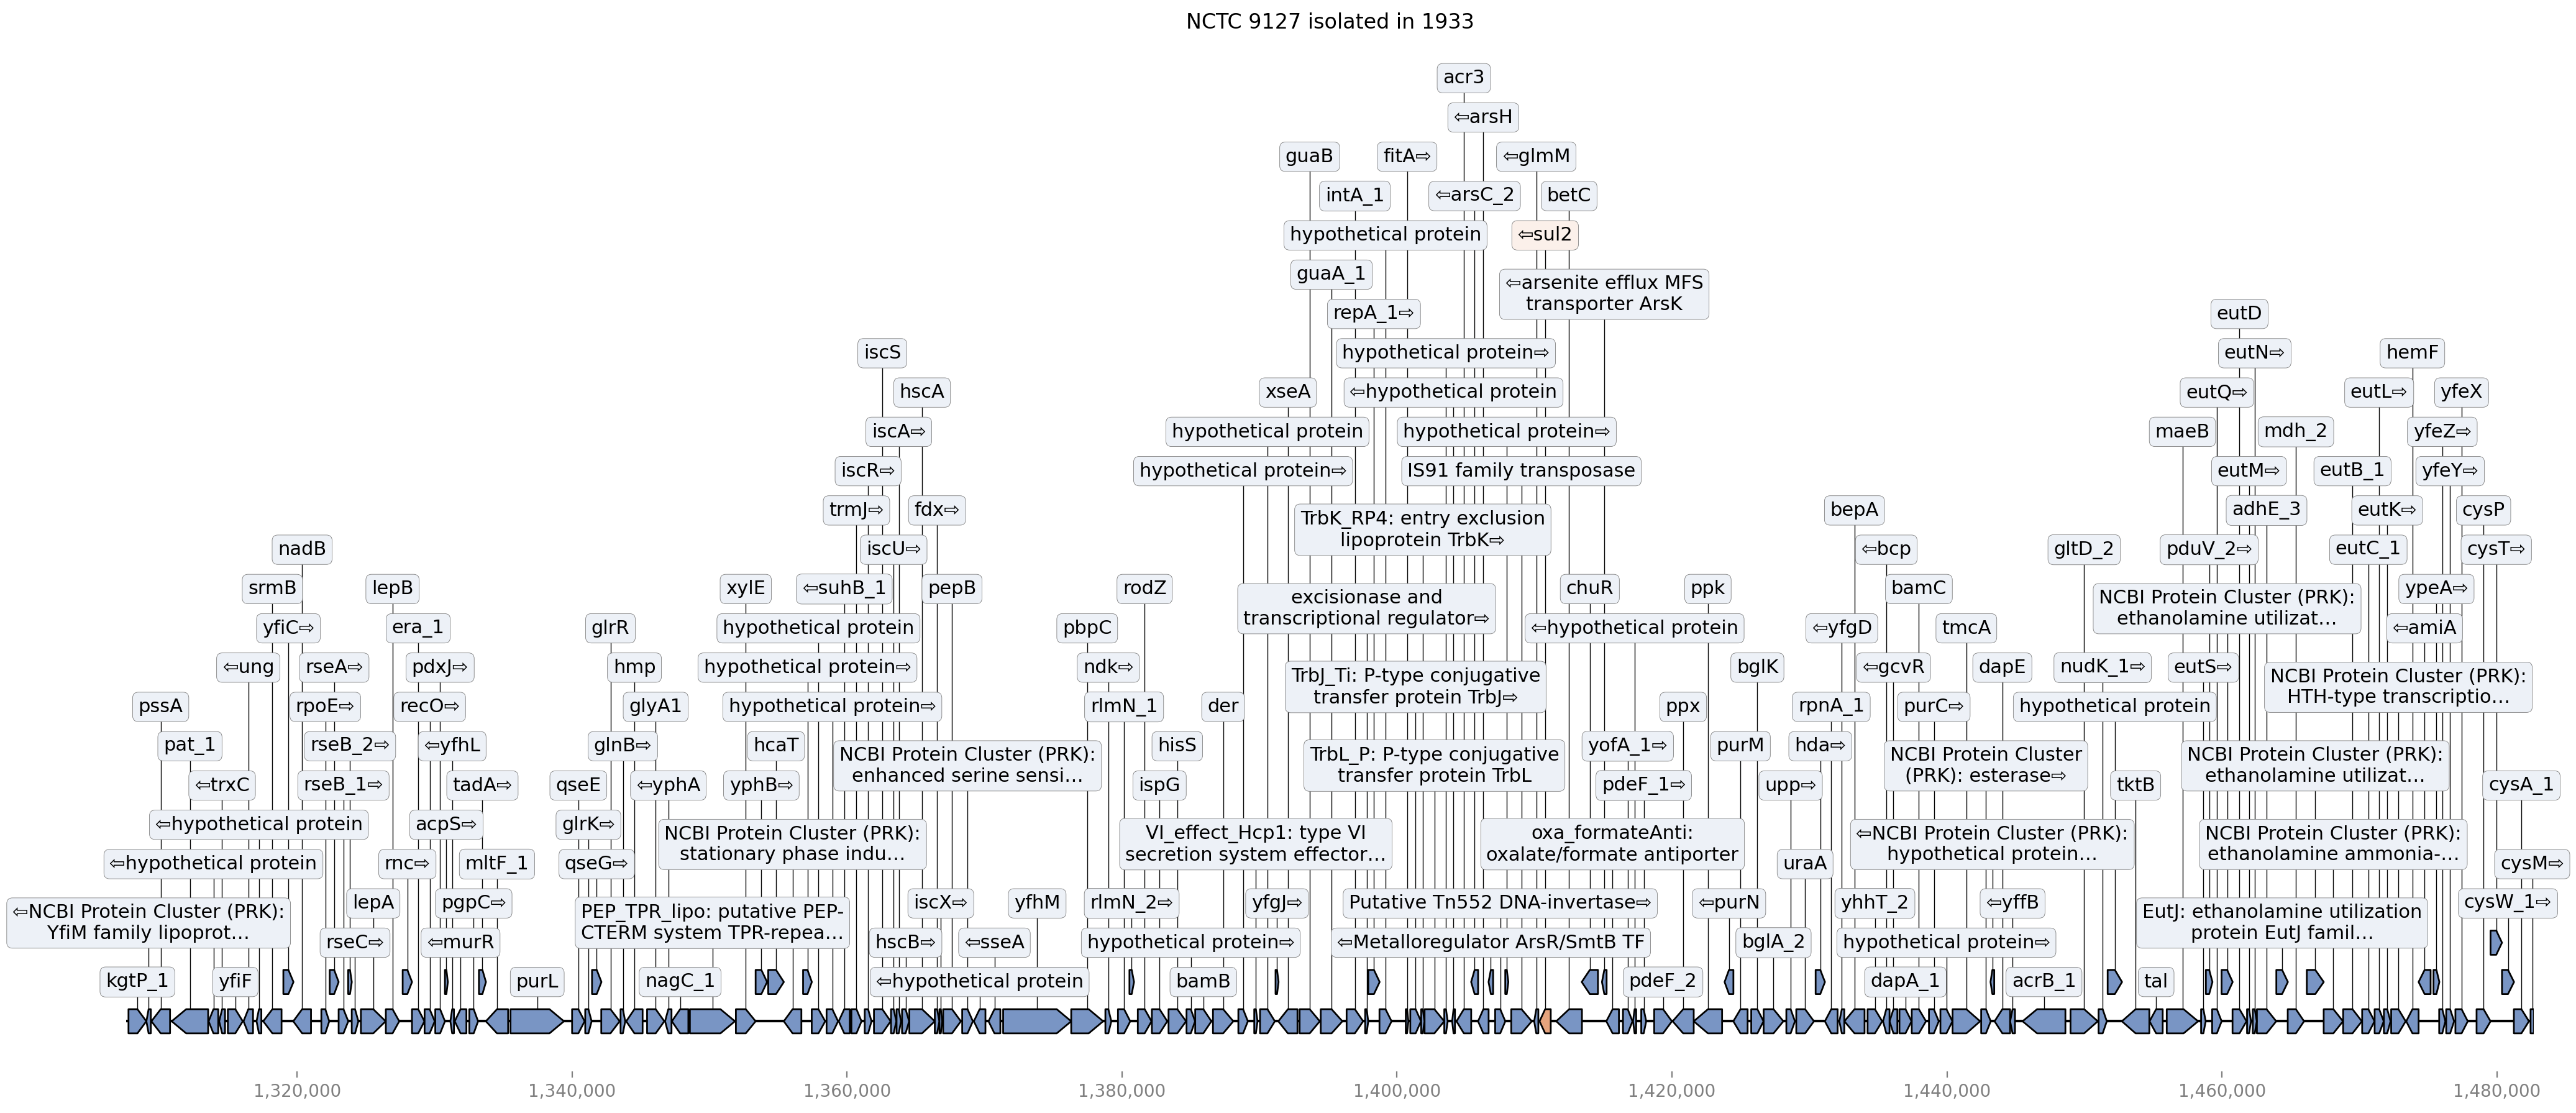 NCTC 9127 isolated in 1933
acr3
⇦arsH
guaB
fitA⇨
⇦glmM
intA_1
⇦arsC_2
betC
hypothetical protein
⇦sul2
guaA_1
⇦arsenite efflux MFS
transporter ArsK
repA_1⇨
eutD
iscS
hypothetical protein⇨
eutN⇨
hemF
hscA
xseA
⇦hypothetical protein
eutQ⇨
eutL⇨
yfeX
iscA⇨
hypothetical protein
hypothetical protein⇨
maeB
mdh_2
yfeZ⇨
iscR⇨
hypothetical protein⇨
IS91 family transposase
eutM⇨
eutB_1
yfeY⇨
trmJ⇨
fdx⇨
TrbK_RP4: entry exclusion
lipoprotein TrbK⇨
bepA
adhE_3
eutK⇨
cysP
nadB
iscU⇨
⇦bcp
gltD_2
pduV_2⇨
eutC_1
cysT⇨
srmB
lepB
xylE
⇦suhB_1
pepB
rodZ
excisionase and
transcriptional regulator⇨
chuR
ppk
bamC
NCBI Protein Cluster (PRK):
ethanolamine utilizat...
ypeA⇨
yfiC⇨
era_1
glrR
hypothetical protein
pbpC
⇦hypothetical protein
⇦yfgD
tmcA
⇦amiA
⇦ung
rseA⇨
pdxJ⇨
hmp
hypothetical protein⇨
ndk⇨
TrbJ_Ti: P-type conjugative
transfer protein TrbJ⇨
bglK
⇦gcvR
dapE
nudK_1⇨
eutS⇨
NCBI Protein Cluster (PRK):
HTH-type transcriptio...
pssA
rpoE⇨
recO⇨
glyA1
hypothetical protein⇨
rlmN_1
der
ppx
rpnA_1
purC⇨
hypothetical protein
pat_1
rseB_2⇨
⇦yfhL
glnB⇨
hcaT
NCBI Protein Cluster (PRK):
enhanced serine sensi...
hisS
TrbL_P: P-type conjugative
transfer protein TrbL
yofA_1⇨
purM
hda⇨
NCBI Protein Cluster
(PRK): esterase⇨
NCBI Protein Cluster (PRK):
ethanolamine utilizat...
⇦trxC
rseB_1⇨
tadA⇨
qseE
⇦yphA
yphB⇨
ispG
pdeF_1⇨
upp⇨
tktB
cysA_1
⇦hypothetical protein
acpS⇨
glrK⇨
NCBI Protein Cluster (PRK):
stationary phase indu...
VI_effect_Hcp1: type VI
secretion system effector...
oxa_formateAnti:
oxalate/formate antiporter
⇦NCBI Protein Cluster (PRK):
hypothetical protein...
NCBI Protein Cluster (PRK):
ethanolamine ammonia-...
⇦hypothetical protein
rnc⇨
mltF_1
qseG⇨
uraA
cysM⇨
⇦NCBI Protein Cluster (PRK):
YfiM family lipoprot...
lepA
pgpC⇨
PEP_TPR_lipo: putative PEP-
CTERM system TPR-repea...
iscX⇨
yfhM
rlmN_2⇨
yfgJ⇨
Putative Tn552 DNA-invertase⇨
⇦purN
yhhT_2
⇦yffB
EutJ: ethanolamine utilization
protein EutJ famil...
cysW_1⇨
rseC⇨
⇦murR
hscB⇨
⇦sseA
hypothetical protein⇨
⇦Metalloregulator ArsR/SmtB TF
bglA_2
hypothetical protein⇨
kgtP_1
yfiF
purL
nagC_1
⇦hypothetical protein
bamB
pdeF_2
dapA_1
acrB_1
tal
1,320,000
1,340,000
1,360,000
1,380,000
1,400,000
1,420,000
1,440,000
1,460,000
1,480,000